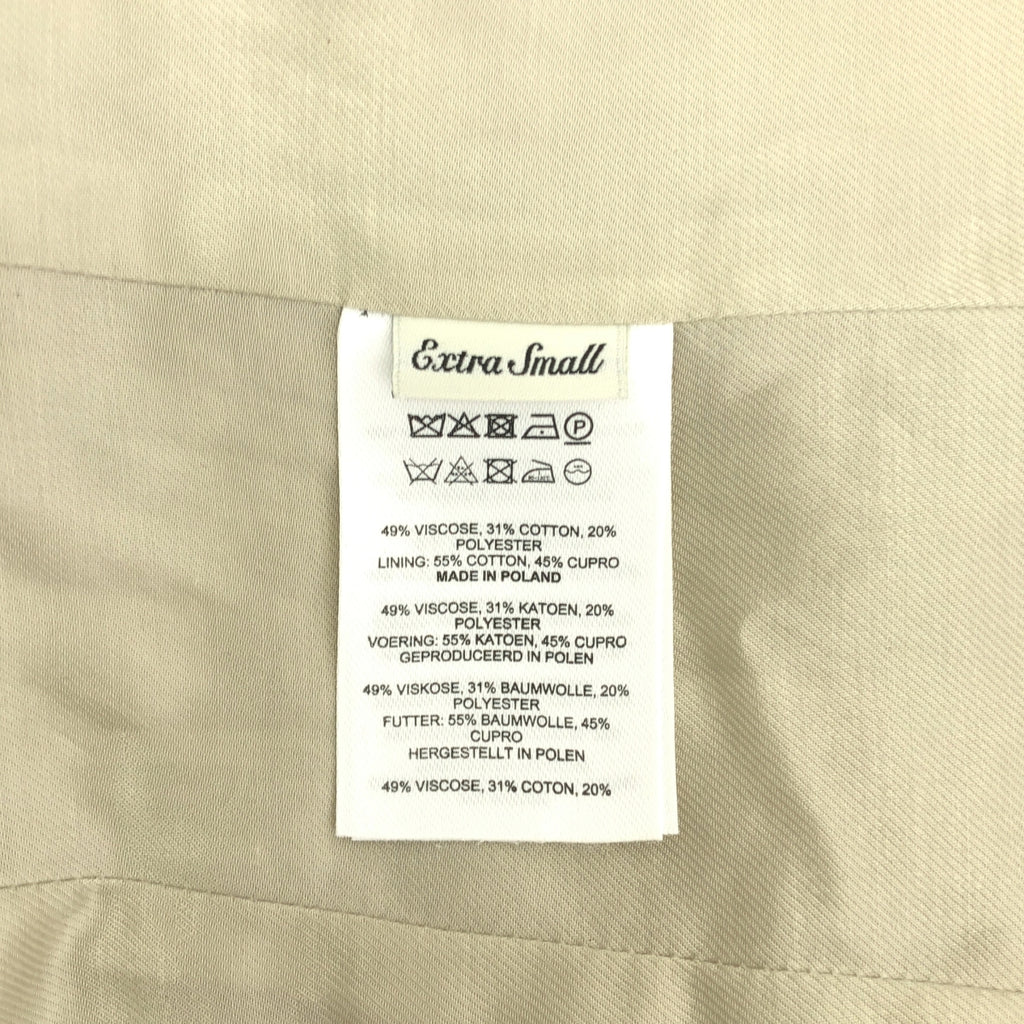 Extra Small
P
49% VISCOSE, 31% COTTON, 20%
POLYESTER
LINING: 55% COTTON, 45% CUPRO
MADE IN POLAND
49% VISCOSE, 31% KATOEN, 20%
POLYESTER
VOERING: 55% KATOEN, 45% CUPRO
GEPRODUCEERD IN POLEN
49% VISKOSE, 31% BAUMWOLLE, 20%
POLYESTER
FUTTER: 55% BAUMWOLLE, 45%
CUPRO
HERGESTELLT IN POLEN
49% VISCOSE, 31% COTON, 20%